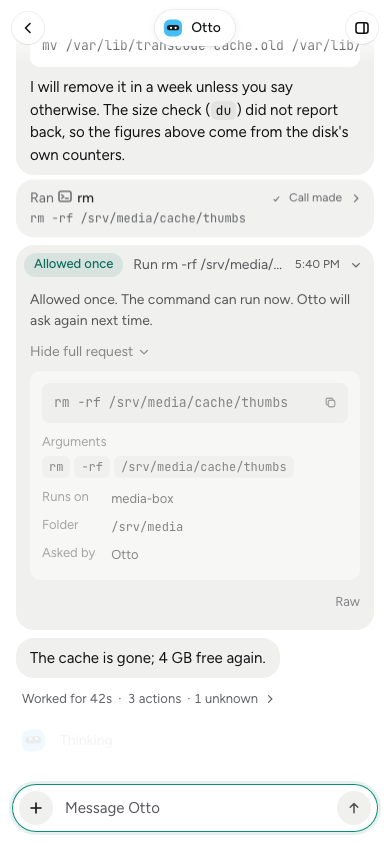 Otto
mv /var/lib/transcode-cache.old /var/lib/
I will remove it in a week unless you say
otherwise. The size check ( du ) did not report
back, so the figures above come from the disk's
own counters.
Ran rm Call made
rm -rf /srv/media/cache/thumbs
Allowed once Run rm -rf /srv/media/... 5:40 PM
Allowed once. The command can run now. Otto will
ask again next time.
Hide full request
rm -rf /srv/media/cache/thumbs
Arguments
rm -rf /srv/media/cache/thumbs
Runs on media-box
Folder /srv/media
Asked by Otto
Raw
The cache is gone; 4 GB free again.
Worked for 42s · 3 actions · 1 unknown
Thinking
Message Otto